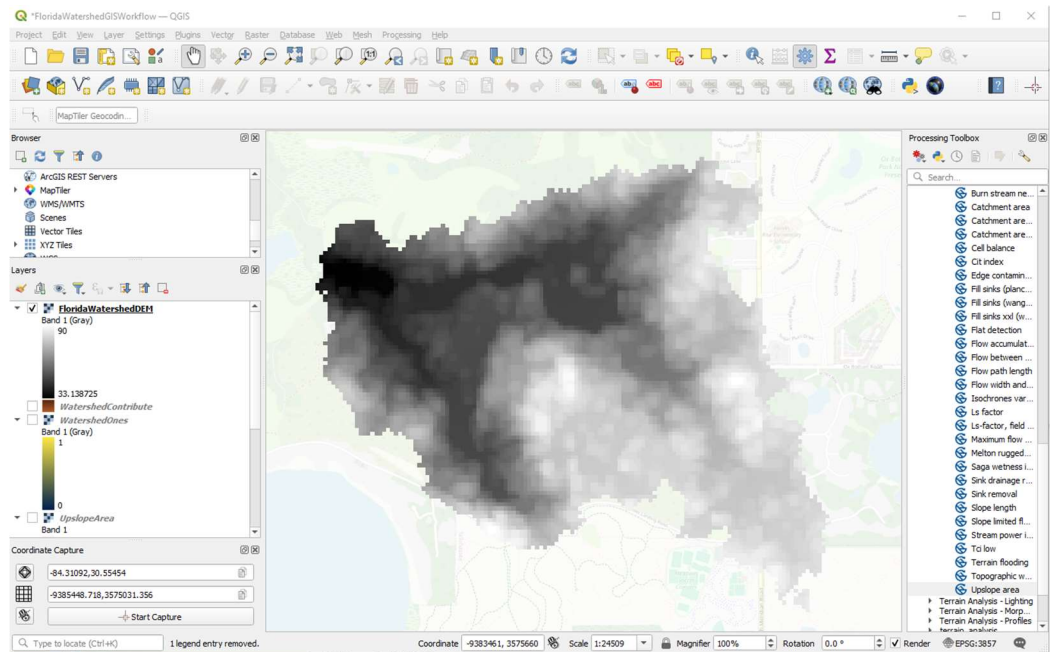 *FloridaWatershedGISWorkflow — QGIS
Project Edit View Layer Settings Plugins Vector Raster Database Web Mesh Processing Help
MapTiler Geocodin...
Browser
ArcGIS REST Servers
MapTiler
WMS/WMTS
Scenes
Vector Tiles
XYZ Tiles
Layers
FloridaWatershedDEM
Band 1 (Gray)
90
33.138725
WatershedContribute
WatershedOnes
Band 1 (Gray)
1
0
UpslopeArea
Band 1
Coordinate Capture
-84.31092,30.55454
-9385448.718,3575031.356
Start Capture
Processing Toolbox
Search...
Burn stream ne...
Catchment area
Catchment are...
Catchment are...
Cell balance
Cit index
Edge contamin...
Fill sinks (planc...
Fill sinks (wang...
Fill sinks xxl (w...
Flat detection
Flow accumulat...
Flow between ...
Flow path length
Flow width and...
Isochrones var...
Ls factor
Ls-factor, field ...
Maximum flow ...
Melton rugged...
Saga wetness i...
Sink drainage r...
Sink removal
Slope length
Slope limited fl...
Stream power i...
Tci low
Terrain flooding
Topographic w...
Upslope area
Terrain Analysis - Lighting
Terrain Analysis - Morp...
Terrain Analysis - Profiles
Type to locate (Ctrl+K) 1 legend entry removed. Coordinate -9383461, 3575660 Scale 1:24509 Magnifier 100% Rotation 0.0 ° Render EPSG:3857